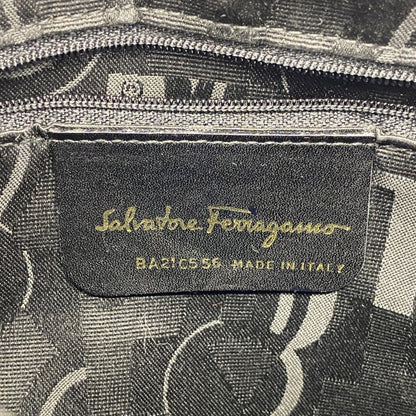 Salvatore Ferragamo
BA21C556 MADE IN ITALY